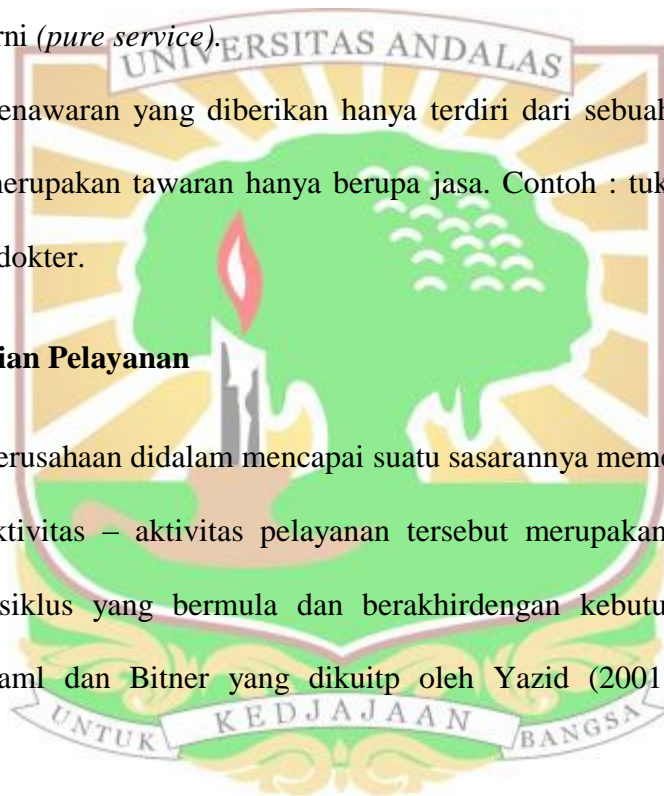 rni (pure service).
UNIVERSITAS ANDALAS
enawaran yang diberikan hanya terdiri dari sebuah
nerupakan tawaran hanya berupa jasa. Contoh : tuk
dokter.
ian Pelayanan
erusahaan didalam mencapai suatu sasarannya meme
ktivitas – aktivitas pelayanan tersebut merupakan
siklus yang bermula dan berakhirdengan kebutu
aml dan Bitner yang dikuitp oleh Yazid (2001
UNTUK KEDJAJAAN BANGSA